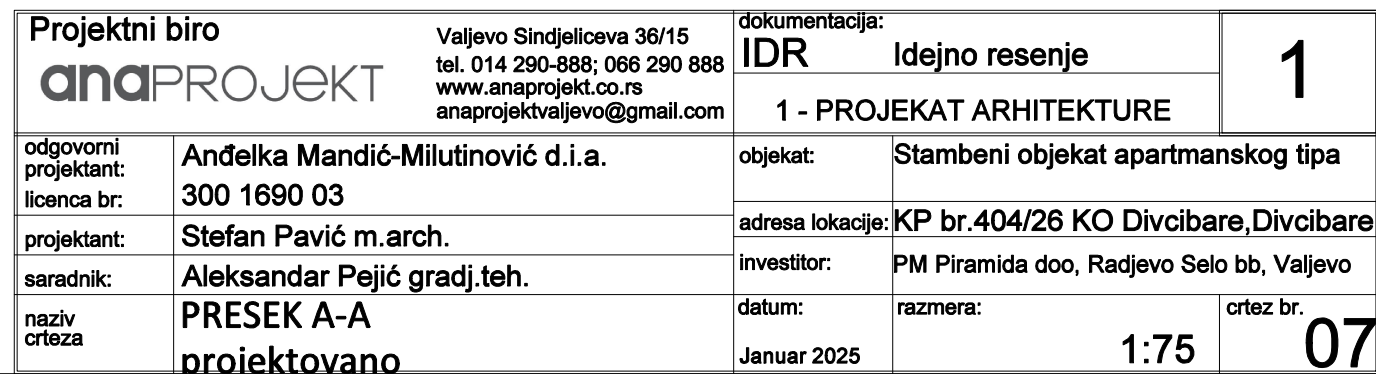 Projektni biro
anaPROJEKT
Valjevo Sindjeliceva 36/15
tel. 014 290-888; 066 290 888
www.anaprojekt.co.rs
anaprojektvaljevo@gmail.com
dokumentacija:
IDR Idejno resenje
1 - PROJEKAT ARHITEKTURE
1
odgovorni
projektant:
Anđelka Mandić-Milutinović d.i.a.
licenca br:
300 1690 03
projektant:
Stefan Pavić m.arch.
saradnik:
Aleksandar Pejić gradj.teh.
naziv
crteza
PRESEK A-A
projektovano
objekat:
Stambeni objekat apartmanskog tipa
adresa lokacije:
KP br.404/26 KO Divcibare,Divcibare
investitor:
PM Piramida doo, Radjevo Selo bb, Valjevo
datum:
Januar 2025
razmera:
1:75
crtez br.
07